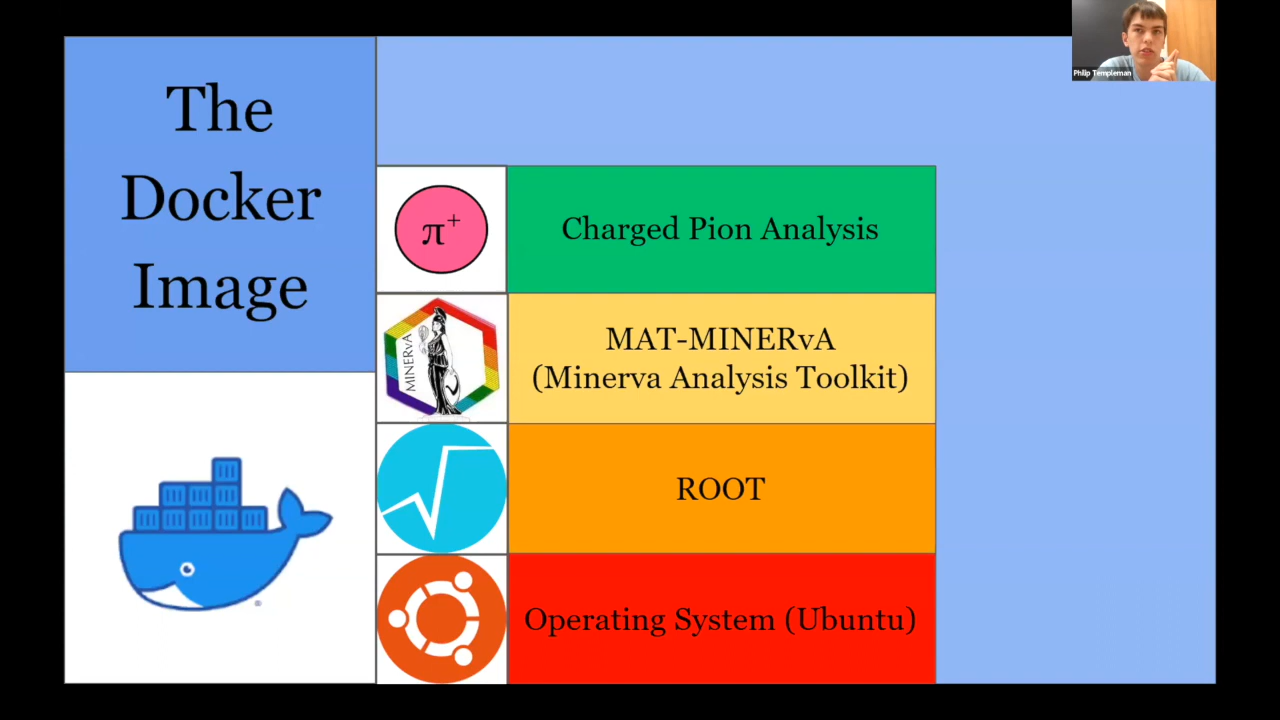 The
Docker
Image
π+
Charged Pion Analysis
MINERvA
MAT-MINERvA
(Minerva Analysis Toolkit)
ROOT
Operating System (Ubuntu)
Philip Templeman